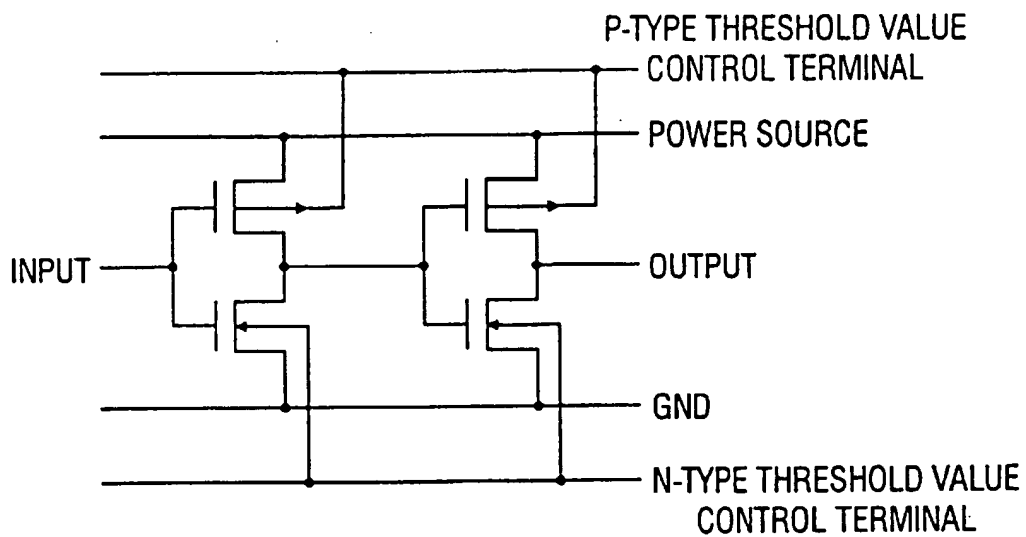 P-TYPE THRESHOLD VALUE
CONTROL TERMINAL
POWER SOURCE
INPUT
OUTPUT
GND
N-TYPE THRESHOLD VALUE
CONTROL TERMINAL